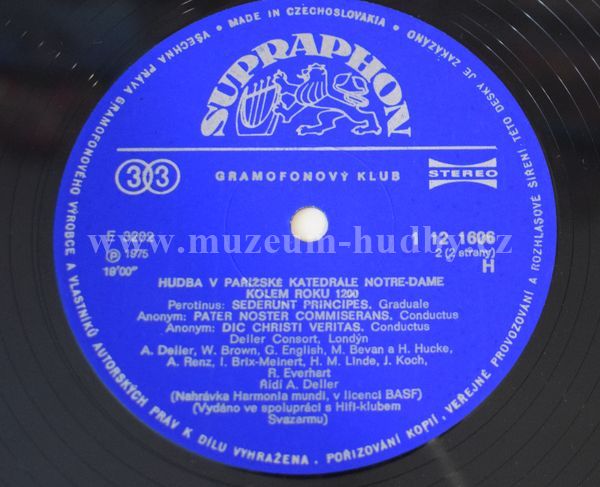 VŠECHNA PRÁVA GRAMOFONOVÉHO VÝROBCE A VLASTNÍKŮ AUTORSKÝCH PRÁV K DÍLU VYHRAŽENA. POŘIZOVÁNÍ KOPIÍ, VEŘEJNÉ PROVOZOVÁNÍ A ROZHLASOVÉ ŠÍŘENÍ TÉTO DESKY JE ZAKÁZÁNO
• MADE IN CZECHOSLOVAKIA •
SUPRAPHON
33
GRAMOFONOVÝ KLUB
STEREO
www.muzeum-hudby.cz
F 3292
1 12 1606
Ⓟ 1975
2 (2 strany)
19'00"
H
HUDBA V PAŘÍŽSKÉ KATEDRÁLE NOTRE-DAME
KOLEM ROKU 1200
Perotinus: SEDERUNT PRINCIPES. Graduale
Anonym: PATER NOSTER COMMISERANS. Conductus
Anonym: DIC CHRISTI VERITAS. Conductus
Deller Consort, Londýn
A. Deller, W. Brown, G. English, M. Bevan a H. Hucke,
A. Renz, I. Brix-Meinert, H. M. Linde, J. Koch,
R. Everhart
Řídí A. Deller
(Nahrávka Harmonia mundi, v licenci BASF)
(Vydáno ve spolupráci s Hifi-klubem
Svazarmu)